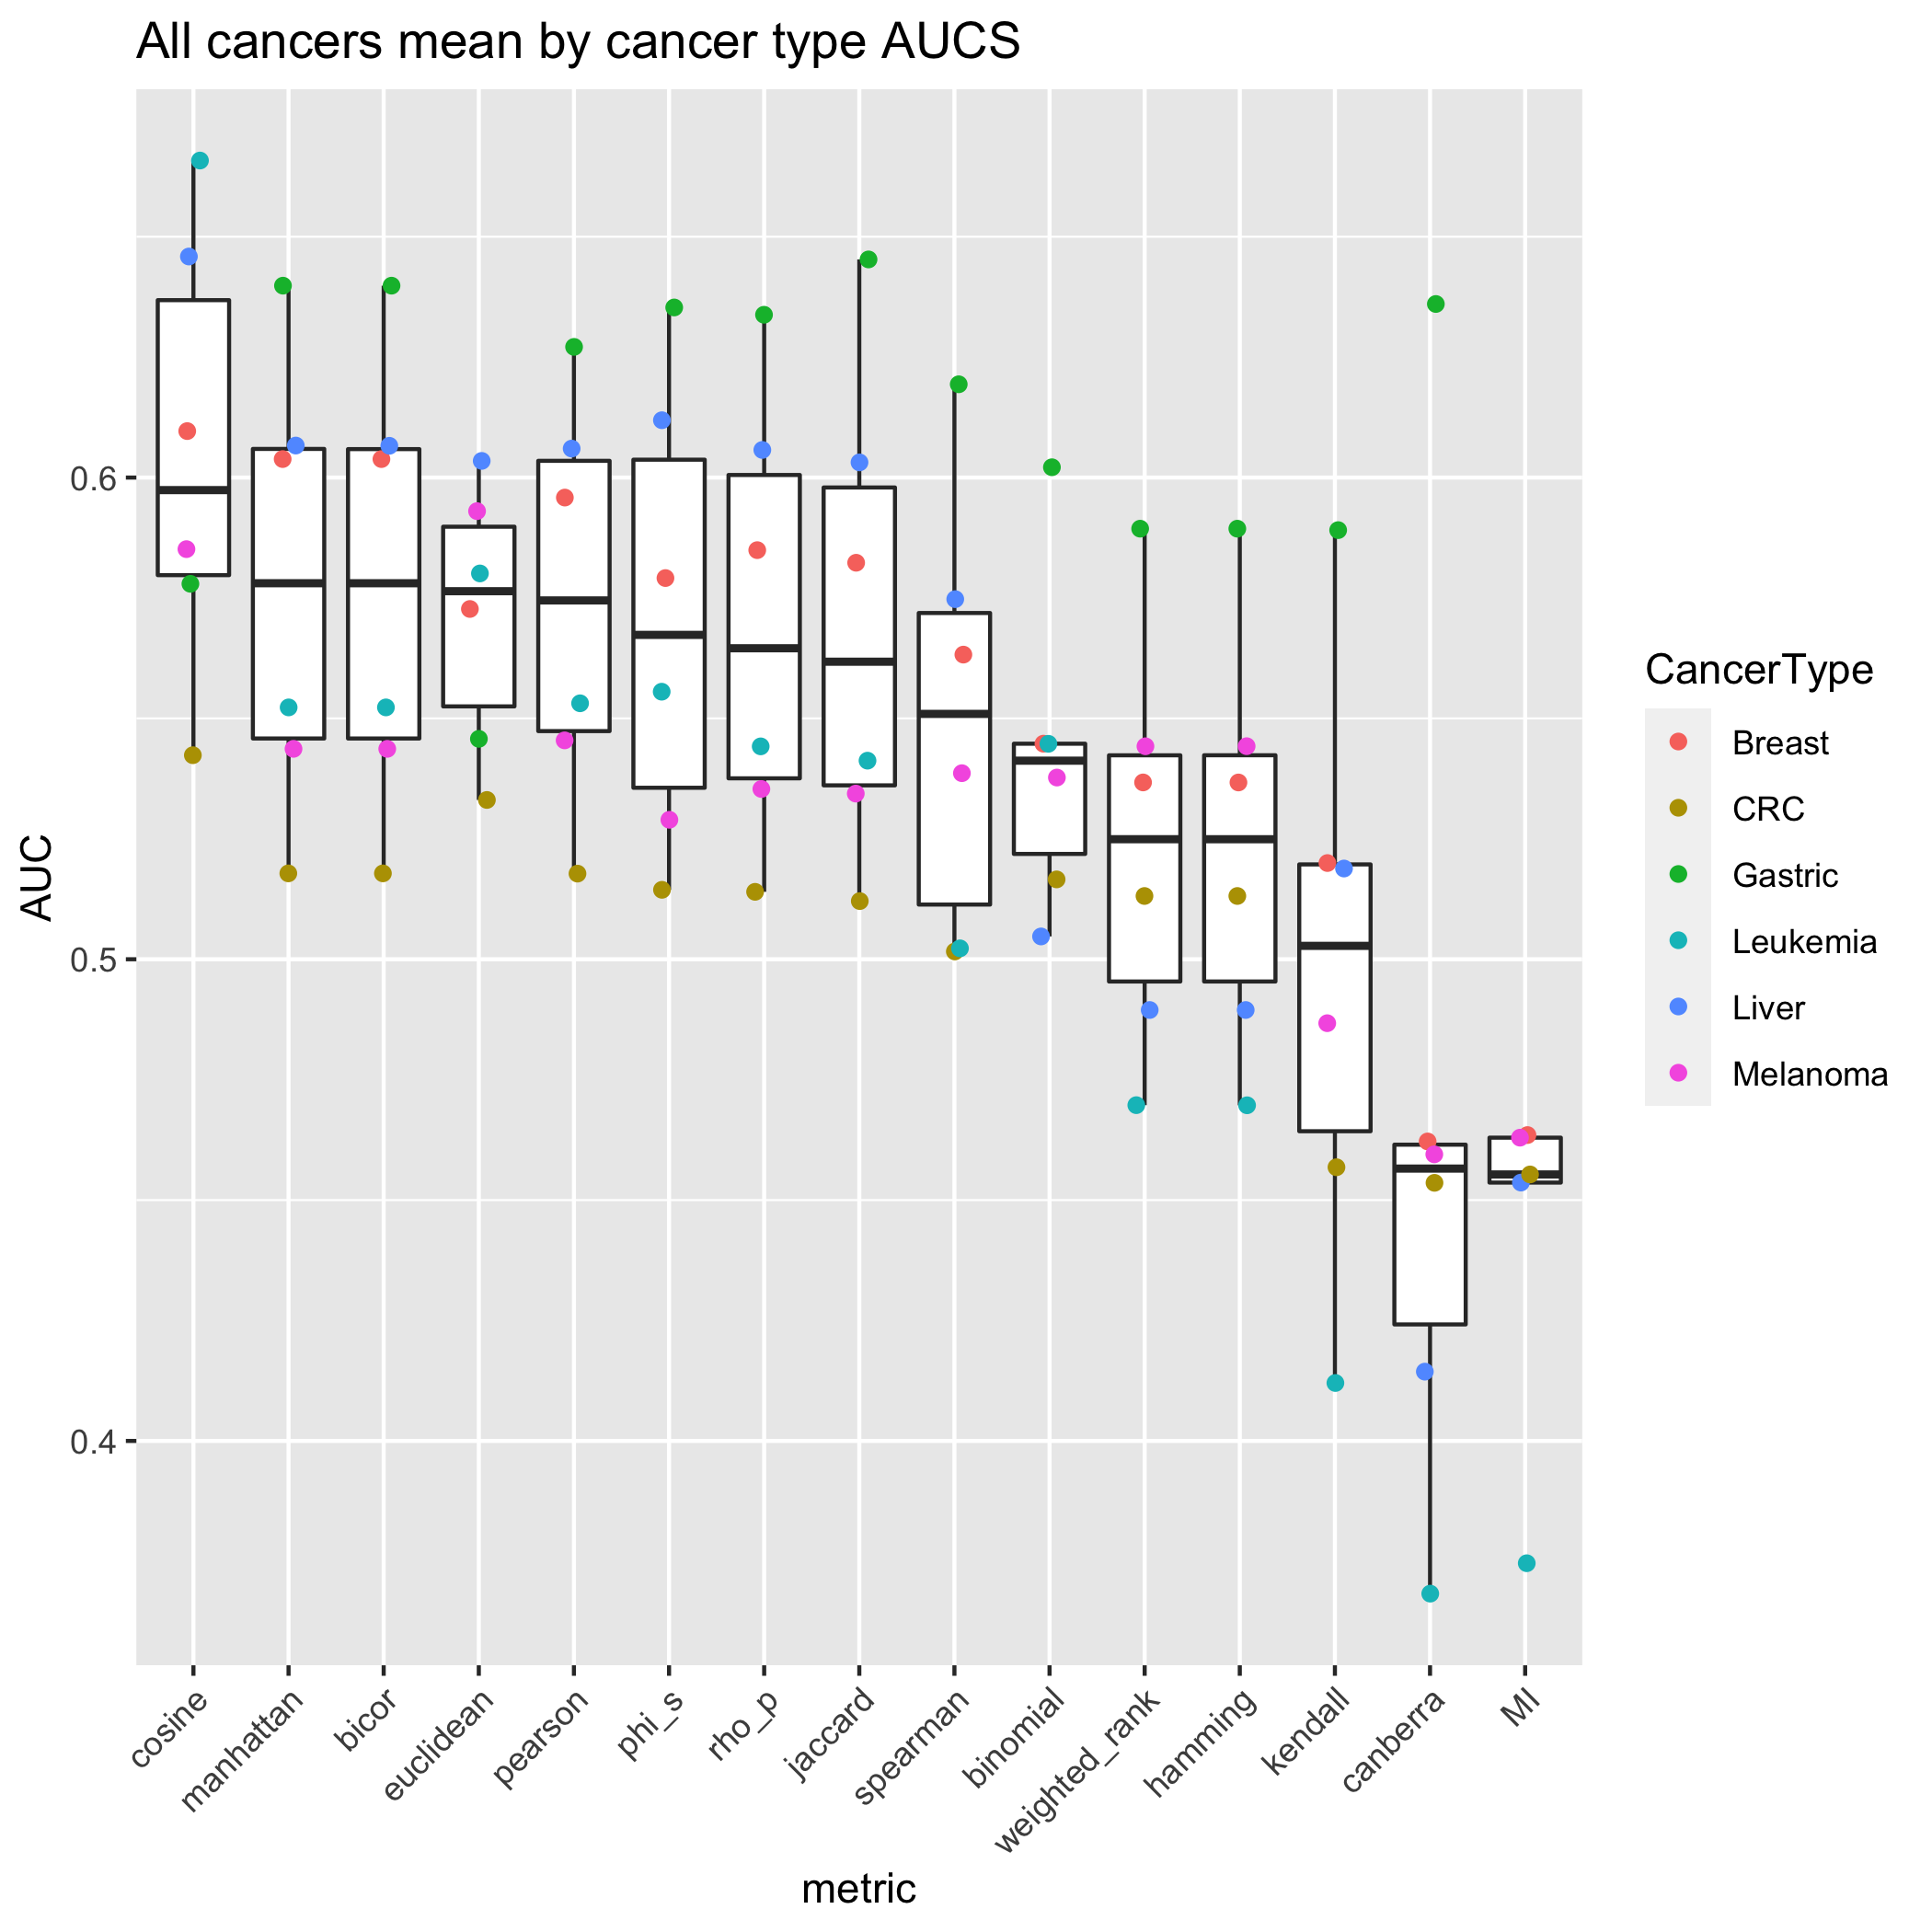 All cancers mean by cancer type AUCS
AUC
0.6
0.5
0.4
cosine
manhattan
bicor
euclidean
pearson
phi_s
rho_p
jaccard
spearman
binomial
weighted_rank
hamming
kendall
canberra
MI
metric
CancerType
Breast
CRC
Gastric
Leukemia
Liver
Melanoma